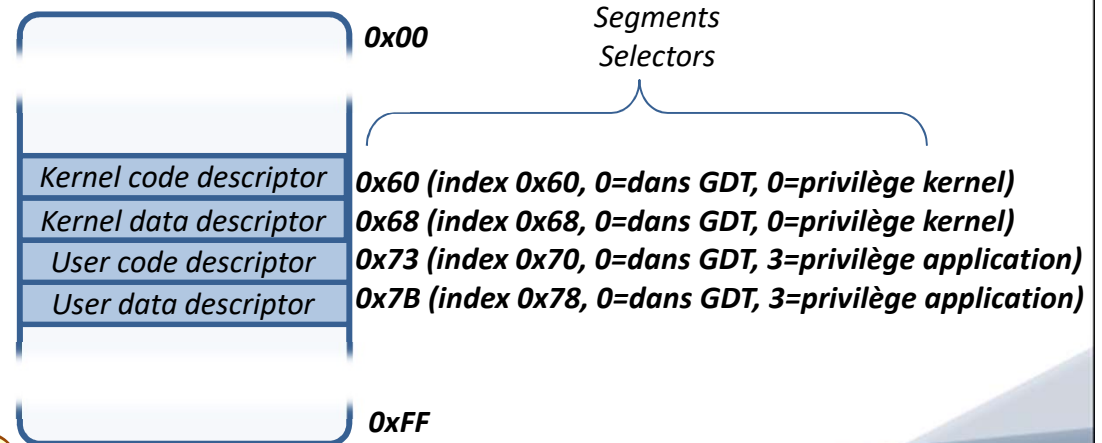 Segments
Selectors
0x00
Kernel code descriptor 0x60 (index 0x60, 0=dans GDT, 0=privilège kernel)
Kernel data descriptor 0x68 (index 0x68, 0=dans GDT, 0=privilège kernel)
User code descriptor 0x73 (index 0x70, 0=dans GDT, 3=privilège application)
User data descriptor 0x7B (index 0x78, 0=dans GDT, 3=privilège application)
0xFF